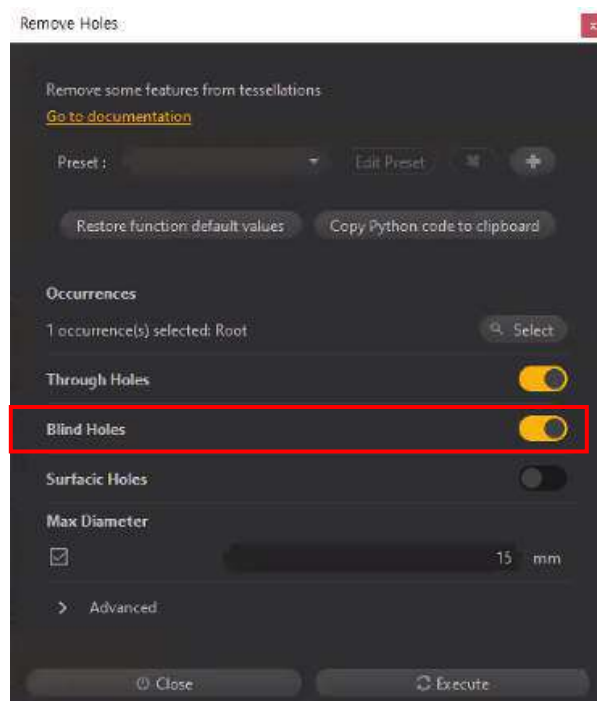 Remove Holes
x
Remove some features from tessellations
Go to documentation
Preset :
Edit Preset
Restore function default values
Copy Python code to clipboard
Occurrences
1 occurrence(s) selected: Root
Select
Through Holes
Blind Holes
Surfacic Holes
Max Diameter
15 mm
Advanced
Close
Execute